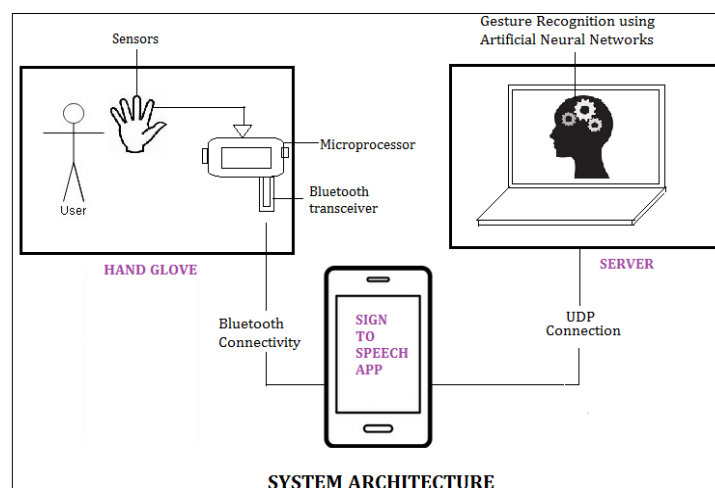 Sensors
Gesture Recognition using
Artificial Neural Networks
Microprocessor
Bluetooth
transceiver
User
HAND GLOVE
SERVER
Bluetooth
Connectivity
SIGN
TO
SPEECH
APP
UDP
Connection
SYSTEM ARCHITECTURE